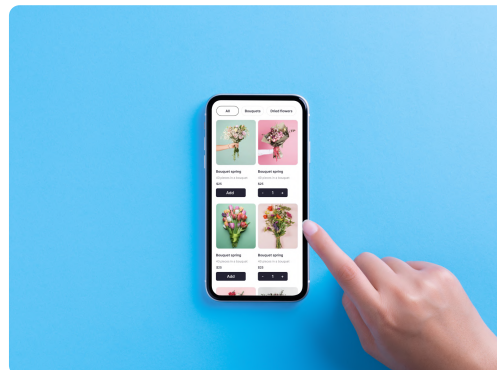 All Bouquets Dried flowers
Bouquet spring Bouquet spring
$25 $25
Add - 1 +
Bouquet spring Bouquet spring
$25 $25
Add - 1 +